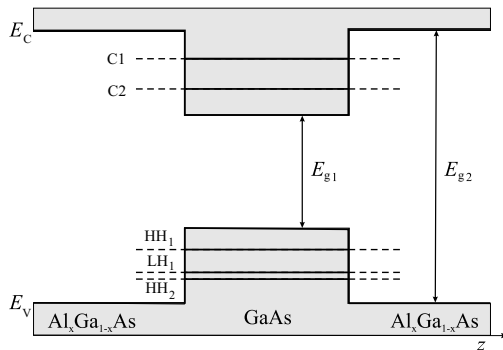 E_C
C1
C2
E_g1
E_g2
HH_1
LH_1
HH_2
E_V
Al_xGa_1-xAs
GaAs
Al_xGa_1-xAs
z